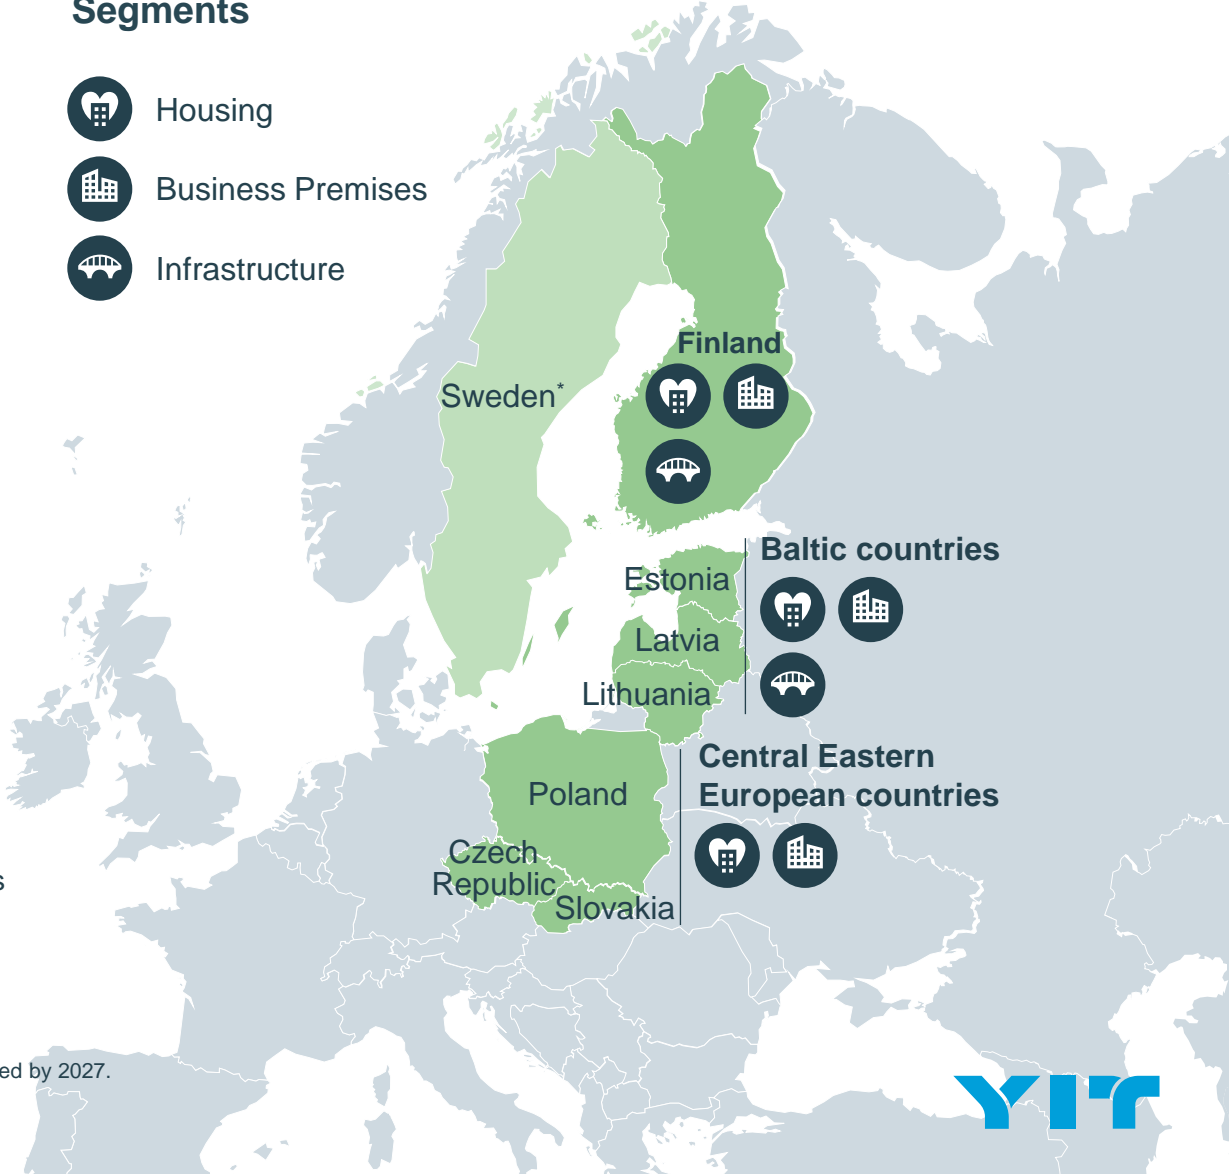 Segments
Housing
Business Premises
Infrastructure
Finland
Sweden*
Baltic countries
Estonia
Latvia
Lithuania
Central Eastern
European countries
Poland
Czech
Republic
Slovakia
s
ed by 2027.
YIT